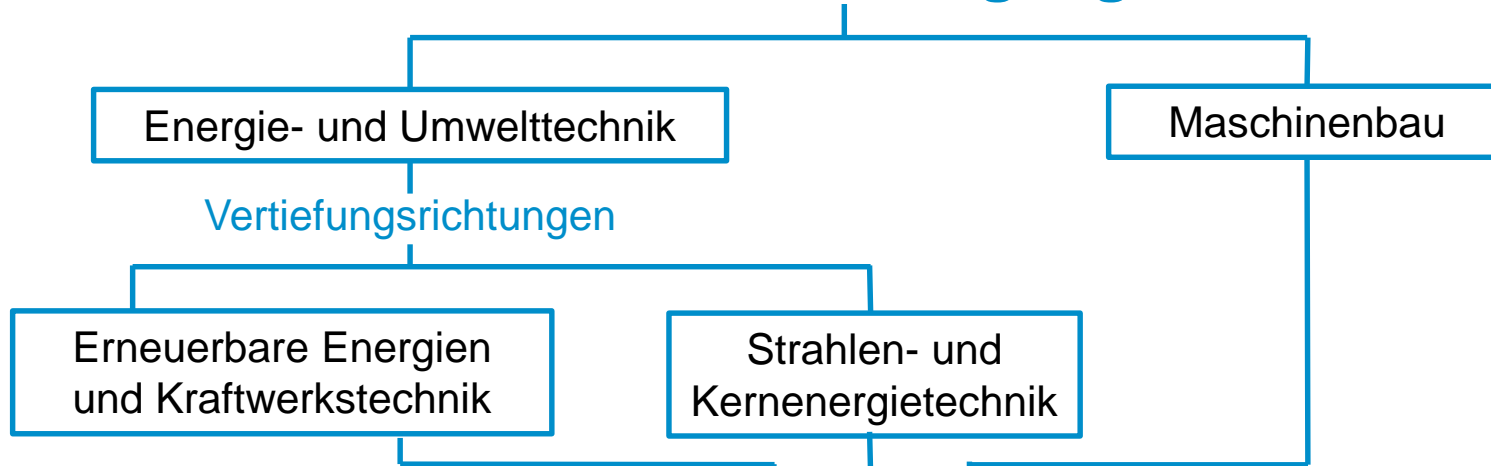 Energie- und Umwelttechnik
Maschinenbau
Vertiefungsrichtungen
Erneuerbare Energien
und Kraftwerkstechnik
Strahlen- und
Kernenergietechnik